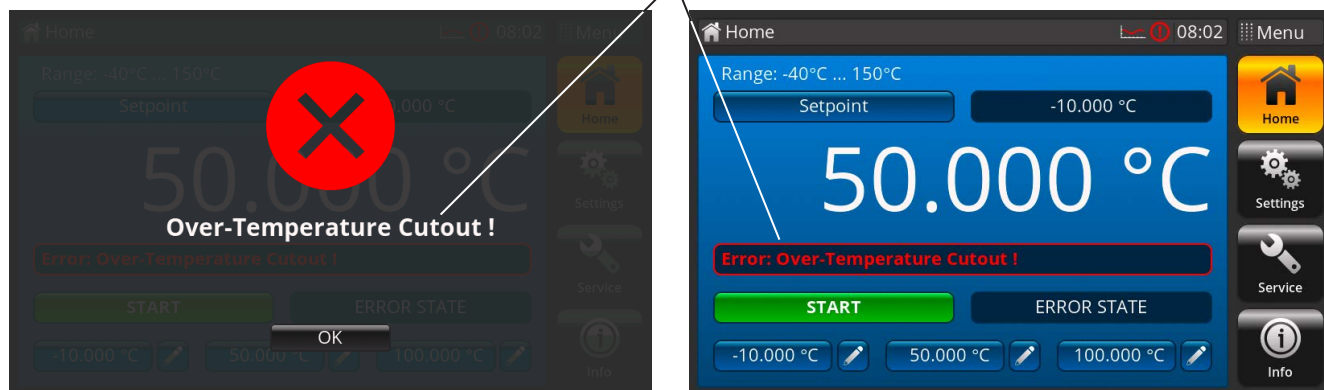 Home 08:02 Menu
Range: -40°C ... 150°C
Setpoint .000 °C
Home
50.000 °C
Over-Temperature Cutout !
Settings
Error: Over-Temperature Cutout !
Service
START ERROR STATE
OK
-10.000 °C 50.000 °C 100.000 °C
Info
Home 08:02 Menu
Range: -40°C ... 150°C
Setpoint -10.000 °C
Home
50.000 °C
Settings
Error: Over-Temperature Cutout !
Service
START ERROR STATE
-10.000 °C 50.000 °C 100.000 °C
Info